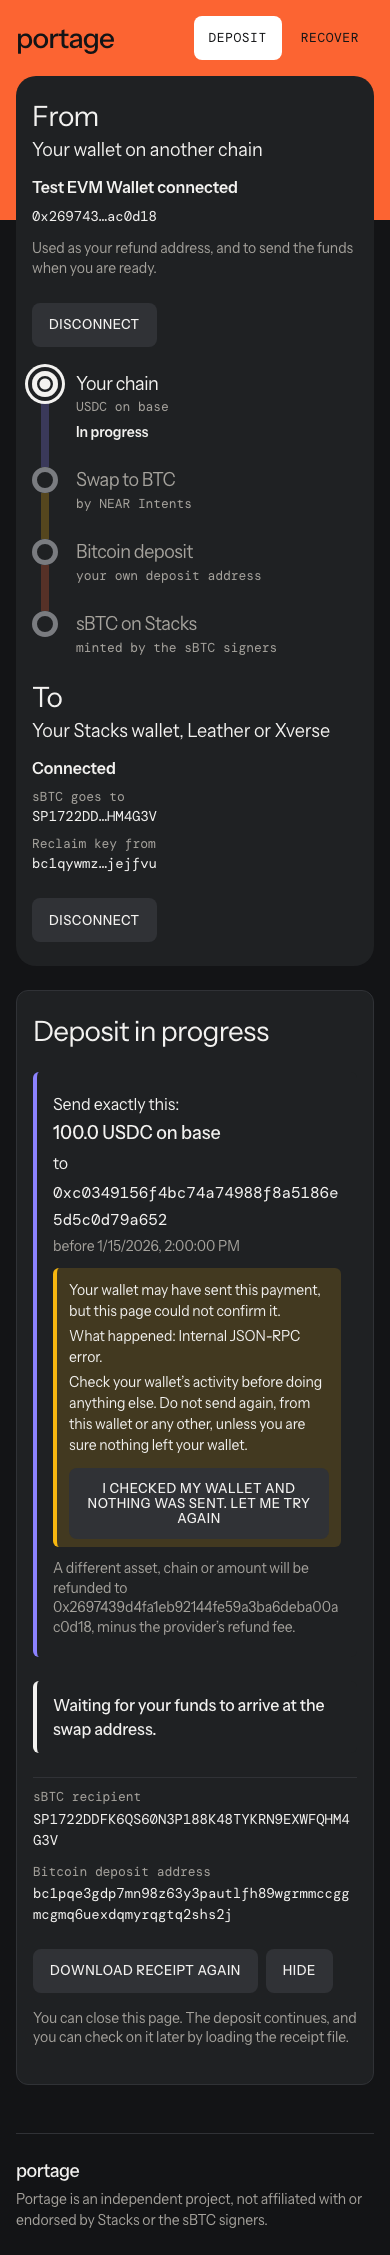 portage
DEPOSIT
RECOVER
From
Your wallet on another chain
Test EVM Wallet connected
0x269743…ac0d18
Used as your refund address, and to send the funds
when you are ready.
DISCONNECT
Your chain
USDC on base
In progress
Swap to BTC
by NEAR Intents
Bitcoin deposit
your own deposit address
sBTC on Stacks
minted by the sBTC signers
To
Your Stacks wallet, Leather or Xverse
Connected
sBTC goes to
SP1722DD…HM4G3V
Reclaim key from
bc1qywmz…jejfvu
DISCONNECT
Deposit in progress
Send exactly this:
100.0 USDC on base
to
0xc0349156f4bc74a74988f8a5186e
5d5c0d79a652
before 1/15/2026, 2:00:00 PM
Your wallet may have sent this payment,
but this page could not confirm it.
What happened: Internal JSON-RPC
error.
Check your wallet's activity before doing
anything else. Do not send again, from
this wallet or any other, unless you are
sure nothing left your wallet.
I CHECKED MY WALLET AND
NOTHING WAS SENT. LET ME TRY
AGAIN
A different asset, chain or amount will be
refunded to
0x2697439d4fa1eb92144fe59a3ba6deba00a
c0d18, minus the provider's refund fee.
Waiting for your funds to arrive at the
swap address.
sBTC recipient
SP1722DDFK6QS60N3P188K48TYKRN9EXWFQHM4
G3V
Bitcoin deposit address
bc1pqe3gdp7mn98z63y3pautlfh89wgrmmccgg
mcgmq6uexdqmyrqgtq2shs2j
DOWNLOAD RECEIPT AGAIN
HIDE
You can close this page. The deposit continues, and
you can check on it later by loading the receipt file.
portage
Portage is an independent project, not affiliated with or
endorsed by Stacks or the sBTC signers.